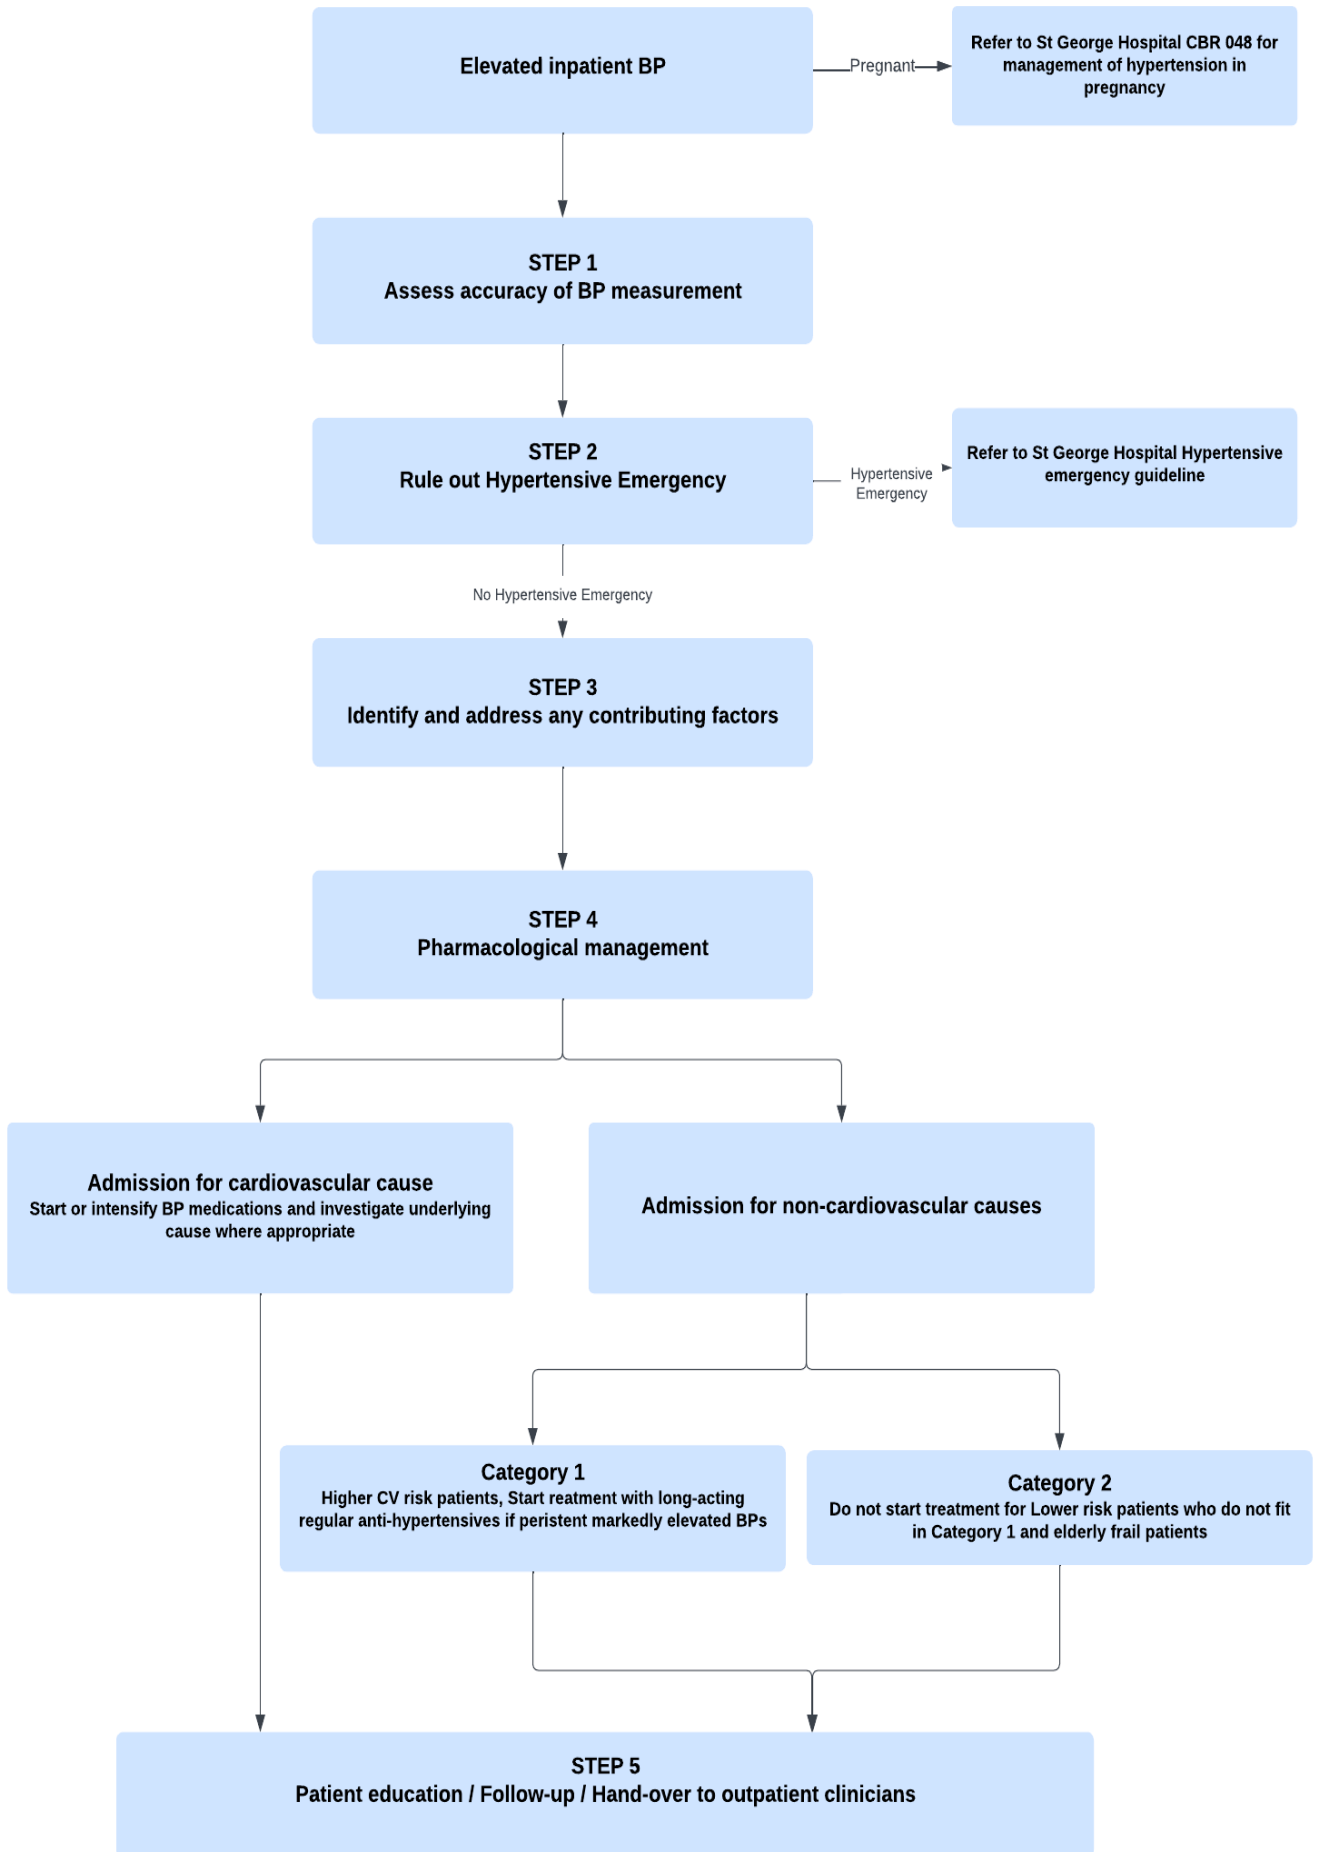 Elevated inpatient BP
Pregnant
Refer to St George Hospital CBR 048 for
management of hypertension in
pregnancy
STEP 1
Assess accuracy of BP measurement
STEP 2
Rule out Hypertensive Emergency
Hypertensive
Emergency
Refer to St George Hospital Hypertensive
emergency guideline
No Hypertensive Emergency
STEP 3
Identify and address any contributing factors
STEP 4
Pharmacological management
Admission for cardiovascular cause
Start or intensify BP medications and investigate underlying
cause where appropriate
Admission for non-cardiovascular causes
Category 1
Higher CV risk patients, Start reatment with long-acting
regular anti-hypertensives if peristent markedly elevated BPs
Category 2
Do not start treatment for Lower risk patients who do not fit
in Category 1 and elderly frail patients
STEP 5
Patient education / Follow-up / Hand-over to outpatient clinicians